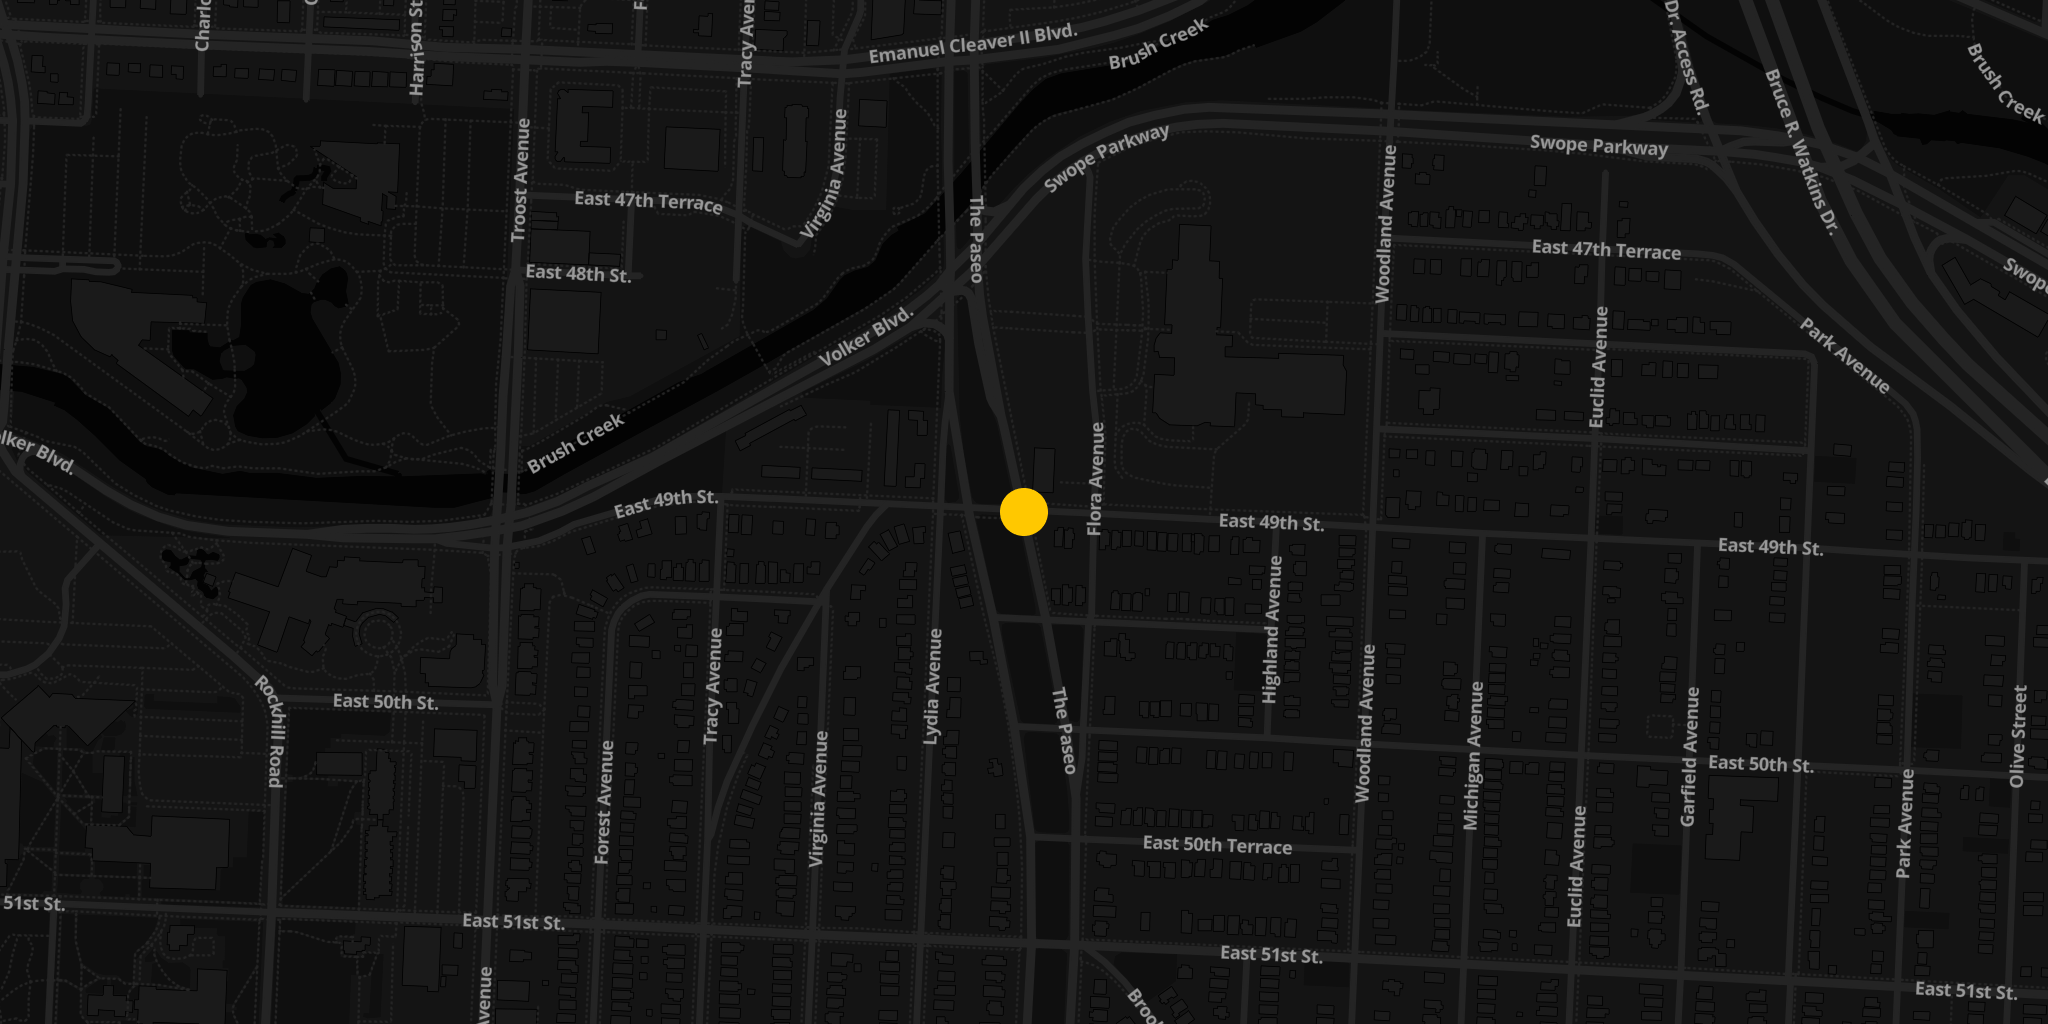 Harrison St
Tracy Aven
Emanuel Cleaver II Blvd.
Brush Creek
Dr. Access Rd.
Bruce R. Watkins Dr.
Brush Creek
Charlo
Troost Avenue
Virginia Avenue
Swope Parkway
Swope Parkway
Woodland Avenue
East 47th Terrace
The Paseo
East 47th Terrace
East 48th St.
Swope
Volker Blvd.
Euclid Avenue
Park Avenue
Brush Creek
lker Blvd.
Flora Avenue
East 49th St.
East 49th St.
East 49th St.
Highland Avenue
Tracy Avenue
Lydia Avenue
Woodland Avenue
Rockhill Road
East 50th St.
The Paseo
Michigan Avenue
Garfield Avenue
Olive Street
Forest Avenue
Virginia Avenue
East 50th St.
Park Avenue
East 50th Terrace
Euclid Avenue
51st St.
East 51st St.
East 51st St.
East 51st St.
Avenue
Brook